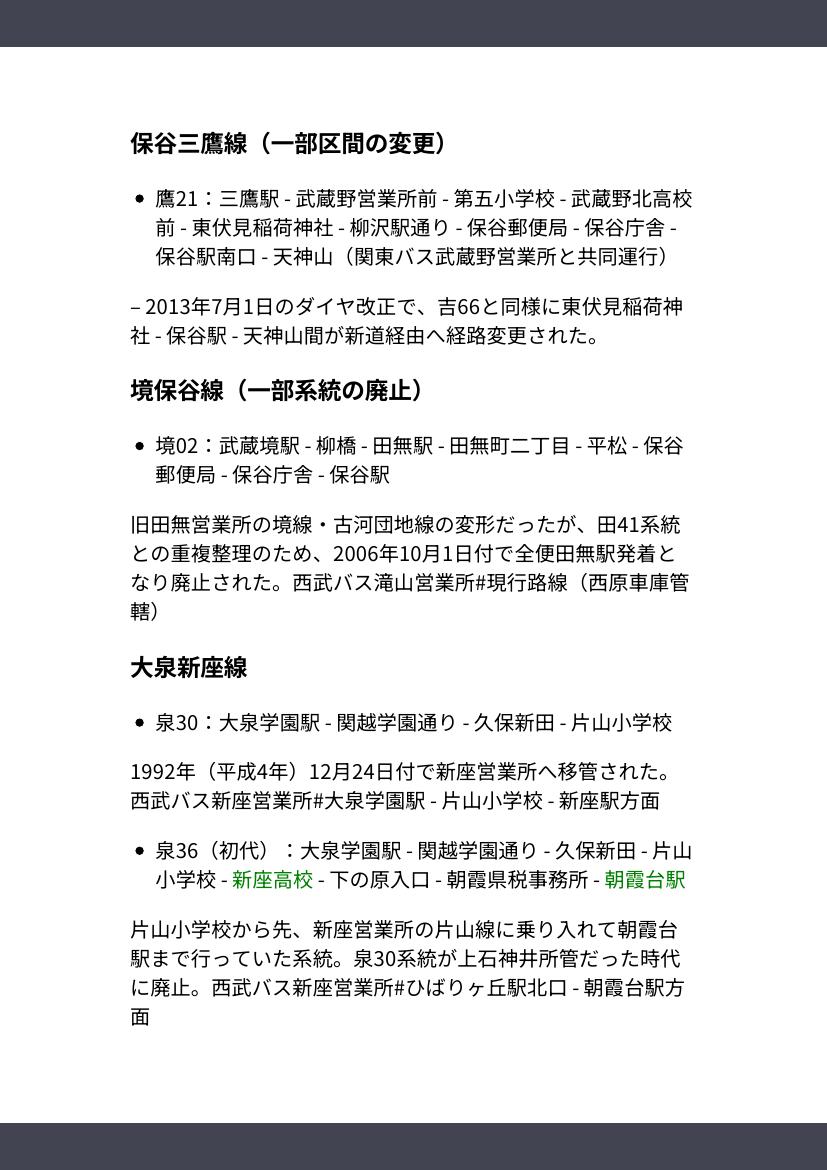 保谷三鷹線（一部区間の変更）
• 鷹21：三鷹駅 - 武蔵野営業所前 - 第五小学校 - 武蔵野北高校
前 - 東伏見稲荷神社 - 柳沢駅通り - 保谷郵便局 - 保谷庁舎 -
保谷駅南口 - 天神山（関東バス武蔵野営業所と共同運行）
– 2013年7月1日のダイヤ改正で、吉66と同様に東伏見稲荷神
社 - 保谷駅 - 天神山間が新道経由へ経路変更された。
境保谷線（一部系統の廃止）
• 境02：武蔵境駅 - 柳橋 - 田無駅 - 田無町二丁目 - 平松 - 保谷
郵便局 - 保谷庁舎 - 保谷駅
旧田無営業所の境線・古河団地線の変形だったが、田41系統
との重複整理のため、2006年10月1日付で全便田無駅発着と
なり廃止された。西武バス滝山営業所#現行路線（西原車庫管
轄）
大泉新座線
• 泉30：大泉学園駅 - 関越学園通り - 久保新田 - 片山小学校
1992年（平成4年）12月24日付で新座営業所へ移管された。
西武バス新座営業所#大泉学園駅 - 片山小学校 - 新座駅方面
• 泉36（初代）：大泉学園駅 - 関越学園通り - 久保新田 - 片山
小学校 - 新座高校 - 下の原入口 - 朝霞県税事務所 - 朝霞台駅
片山小学校から先、新座営業所の片山線に乗り入れて朝霞台
駅まで行っていた系統。泉30系統が上石神井所管だった時代
に廃止。西武バス新座営業所#ひばりヶ丘駅北口 - 朝霞台駅方
面